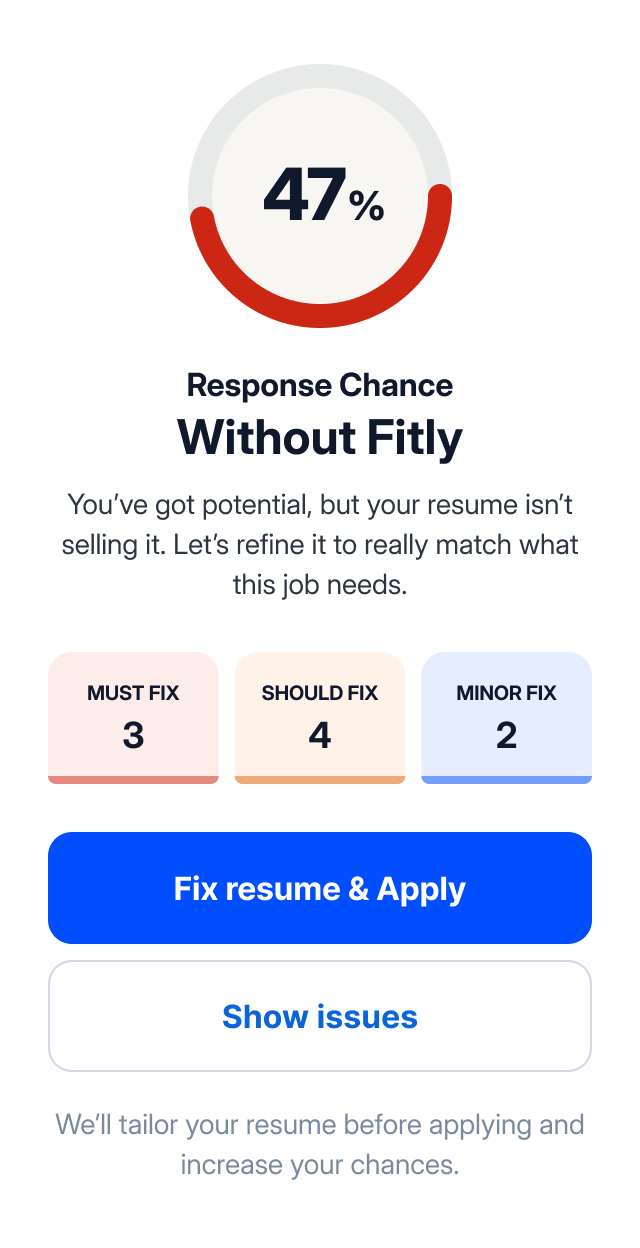 47%
Response Chance
Without Fitly
You’ve got potential, but your resume isn’t
selling it. Let’s refine it to really match what
this job needs.
MUST FIX
3
SHOULD FIX
4
MINOR FIX
2
Fix resume & Apply
Show issues
We’ll tailor your resume before applying and
increase your chances.